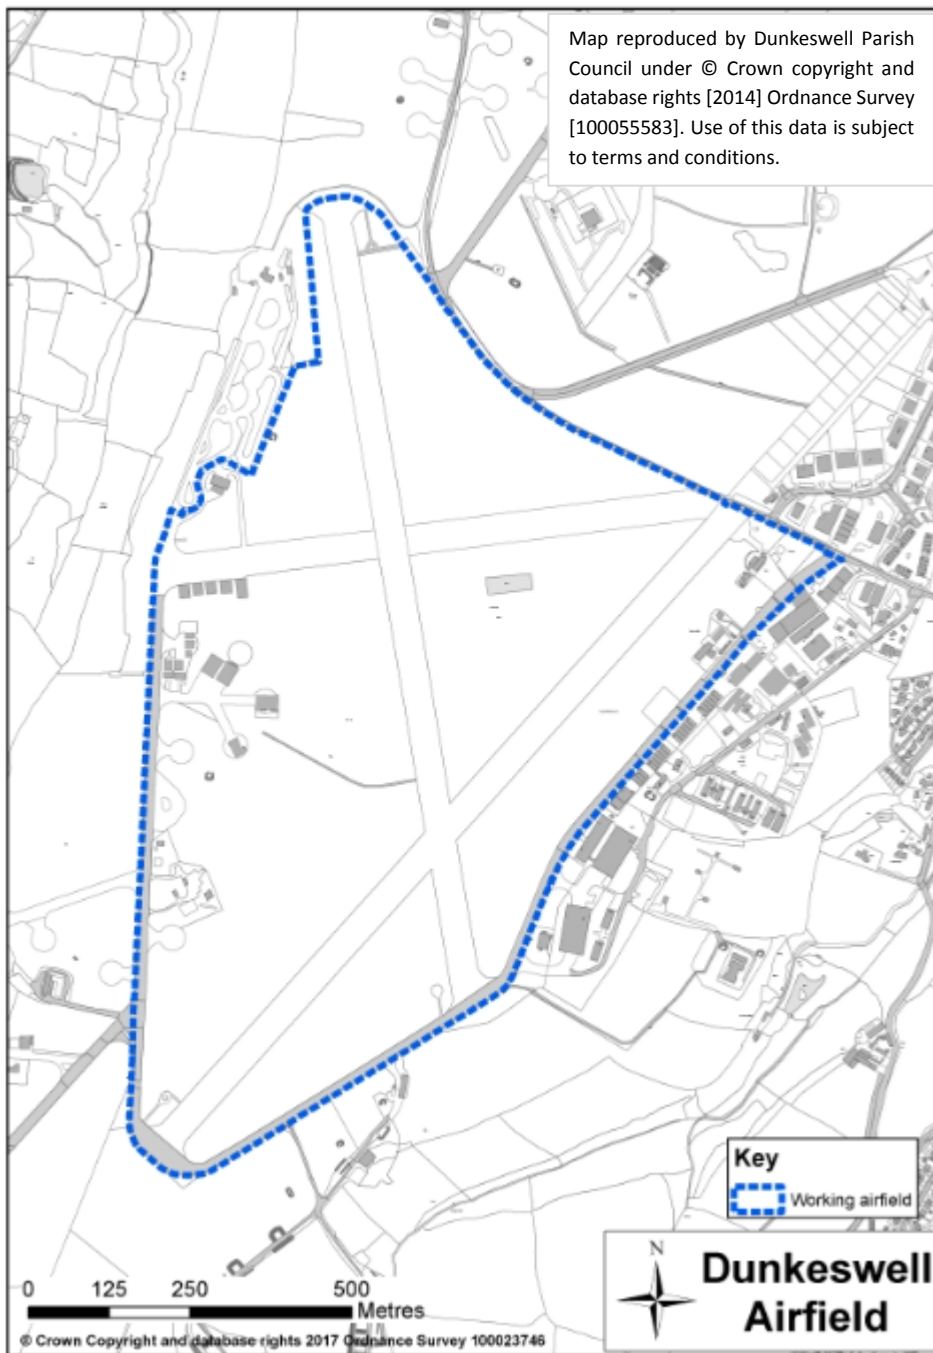 Map reproduced by Dunkeswell Parish
Council under © Crown copyright and
database rights [2014] Ordnance Survey
[100055583]. Use of this data is subject
to terms and conditions.
Key
Working airfield
N
Dunkeswell
Airfield
0 125 250 500
Metres
© Crown Copyright and database rights 2017 Ordnance Survey 100023746